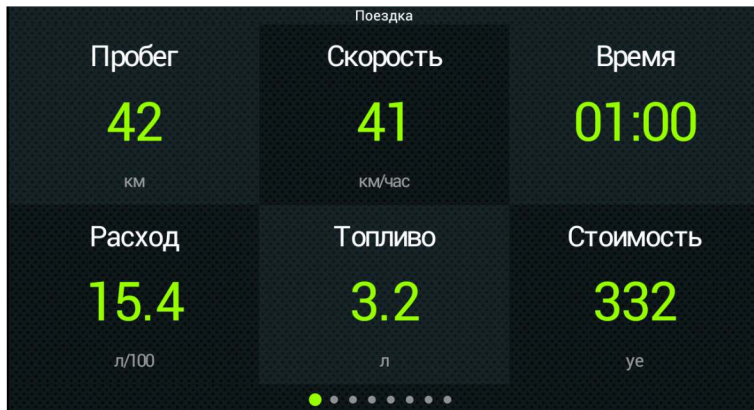 Поездка
Пробег
Скорость
Время
42
41
01:00
км
км/час
Расход
Топливо
Стоимость
15.4
3.2
332
л/100
л
уе